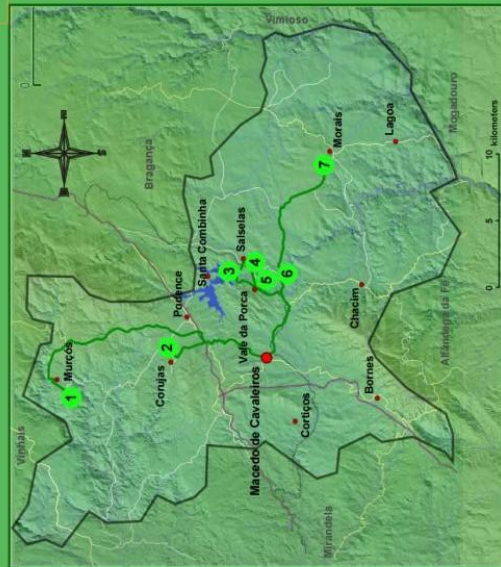 Vinhais
Murços
1
Bragança
Vimioso
Corujas
2
Podence
Santa Combinha
3
Salselas
4
Vale da Porca
5
6
Macedo de Cavaleiros
Cortiços
Mirandela
7
Morais
Lagoa
Chacim
Bornes
Alfândega da Fé
Mogadouro
0
0 5 10 kilometers